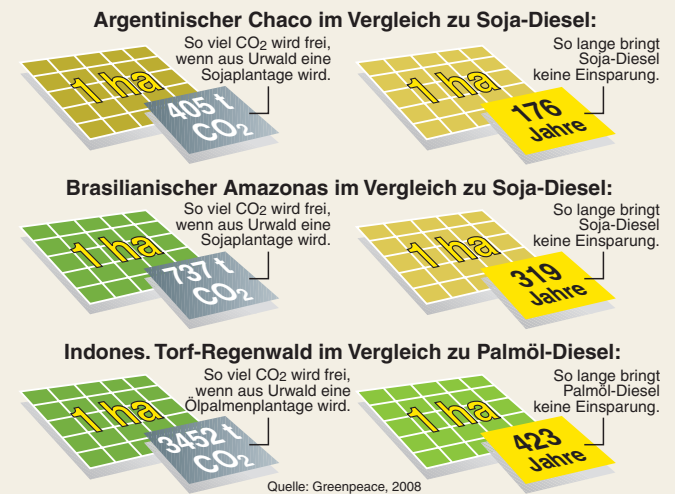 Argentinischer Chaco im Vergleich zu Soja-Diesel:
So viel CO2 wird frei,
wenn aus Urwald eine
Sojaplantage wird.
1 ha
405 t
CO2
So lange bringt
Soja-Diesel
keine Einsparung.
1 ha
176
Jahre
Brasilianischer Amazonas im Vergleich zu Soja-Diesel:
So viel CO2 wird frei,
wenn aus Urwald eine
Sojaplantage wird.
1 ha
737 t
CO2
So lange bringt
Soja-Diesel
keine Einsparung.
1 ha
319
Jahre
Indones. Torf-Regenwald im Vergleich zu Palmöl-Diesel:
So viel CO2 wird frei,
wenn aus Urwald eine
Ölpalmenplantage wird.
1 ha
3452 t
CO2
So lange bringt
Palmöl-Diesel
keine Einsparung.
1 ha
423
Jahre
Quelle: Greenpeace, 2008